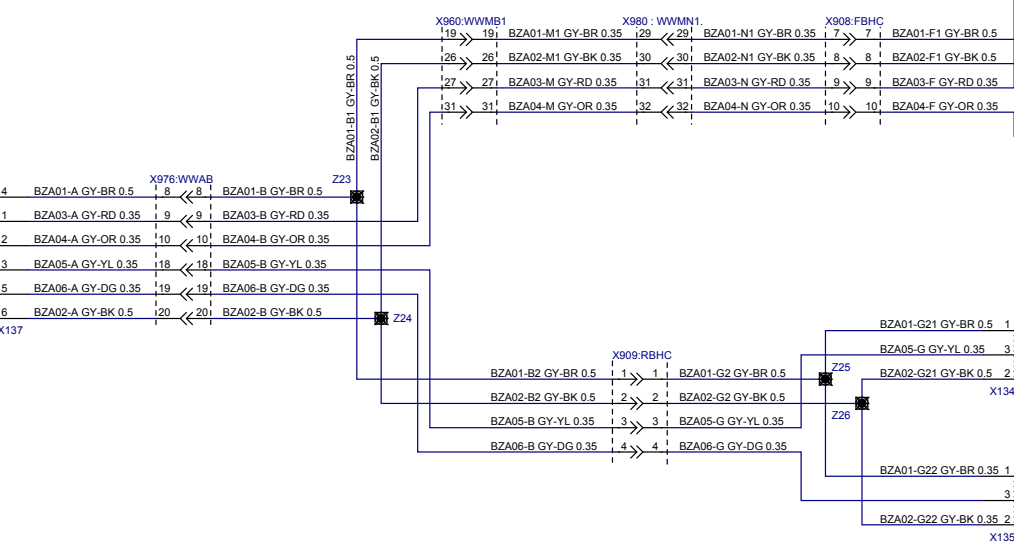 X960:WWMB1 X980 : WWMN1. X908:FBHC
19 19 BZA01-M1 GY-BR 0.35 29 29 BZA01-N1 GY-BR 0.35 7 7 BZA01-F1 GY-BR 0.5
26 26 BZA02-M1 GY-BK 0.35 30 30 BZA02-N1 GY-BK 0.35 8 8 BZA02-F1 GY-BK 0.5
27 27 BZA03-M GY-RD 0.35 31 31 BZA03-N GY-RD 0.35 9 9 BZA03-F GY-RD 0.35
31 31 BZA04-M GY-OR 0.35 32 32 BZA04-N GY-OR 0.35 10 10 BZA04-F GY-OR 0.35
BZA01-B1 GY-BR 0.5
BZA02-B1 GY-BK 0.5
X976:WWAB Z23
4 BZA01-A GY-BR 0.5 8 8 BZA01-B GY-BR 0.5
1 BZA03-A GY-RD 0.35 9 9 BZA03-B GY-RD 0.35
2 BZA04-A GY-OR 0.35 10 10 BZA04-B GY-OR 0.35
3 BZA05-A GY-YL 0.35 18 18 BZA05-B GY-YL 0.35
5 BZA06-A GY-DG 0.35 19 19 BZA06-B GY-DG 0.35
6 BZA02-A GY-BK 0.5 20 20 BZA02-B GY-BK 0.5 Z24
X137
BZA01-G21 GY-BR 0.5 1
X909:RBHC BZA05-G GY-YL 0.35 3
BZA01-B2 GY-BR 0.5 1 1 BZA01-G2 GY-BR 0.5 Z25 BZA02-G21 GY-BK 0.5 2
X134
BZA02-B2 GY-BK 0.5 2 2 BZA02-G2 GY-BK 0.5
Z26
BZA05-B GY-YL 0.35 3 3 BZA05-G GY-YL 0.35
BZA06-B GY-DG 0.35 4 4 BZA06-G GY-DG 0.35
BZA01-G22 GY-BR 0.35 1
3
BZA02-G22 GY-BK 0.35 2
X135